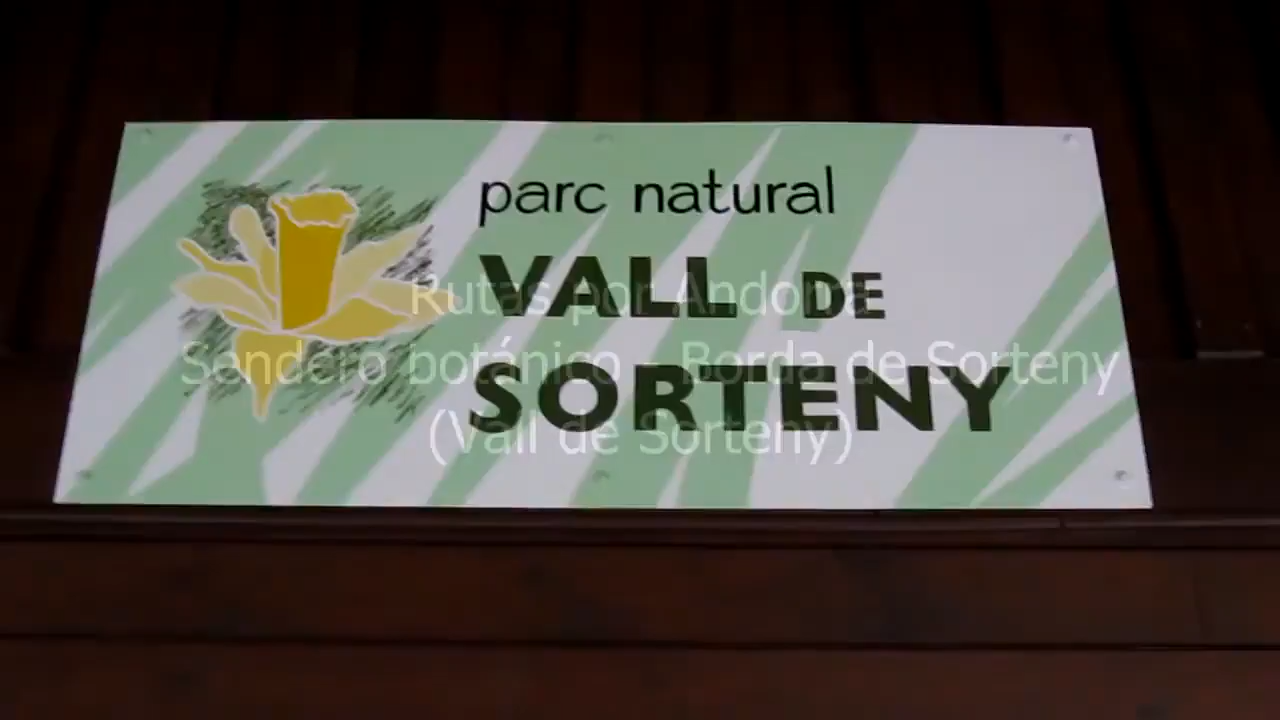 parc natural
VALL DE
SORTENY
Rutas por Andorra
Sendero botánico - Borda de Sorteny
(Vall de Sorteny)